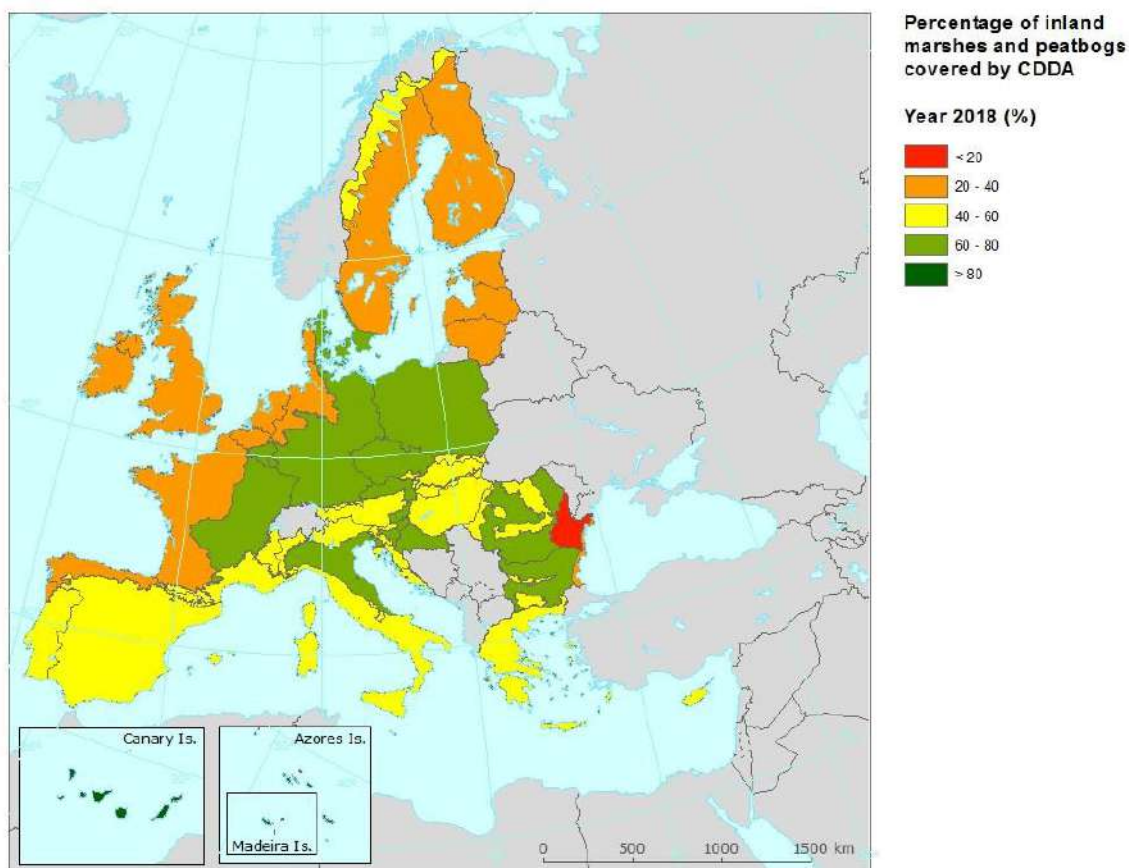 Percentage of inland
marshes and peatbogs
covered by CDDA
Year 2018 (%)
< 20
20 - 40
40 - 60
60 - 80
> 80
Canary Is.
Azores Is.
Madeira Is.
0 500 1000 1500 km